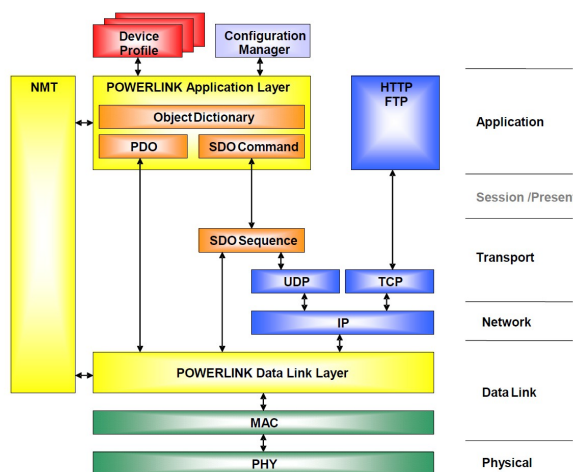 Device
Profile
Configuration
Manager
NMT
POWERLINK Application Layer
HTTP
FTP
Object Dictionary
Application
PDO
SDO Command
Session /Presen
SDO Sequence
Transport
UDP
TCP
IP
Network
POWERLINK Data Link Layer
Data Link
MAC
PHY
Physical